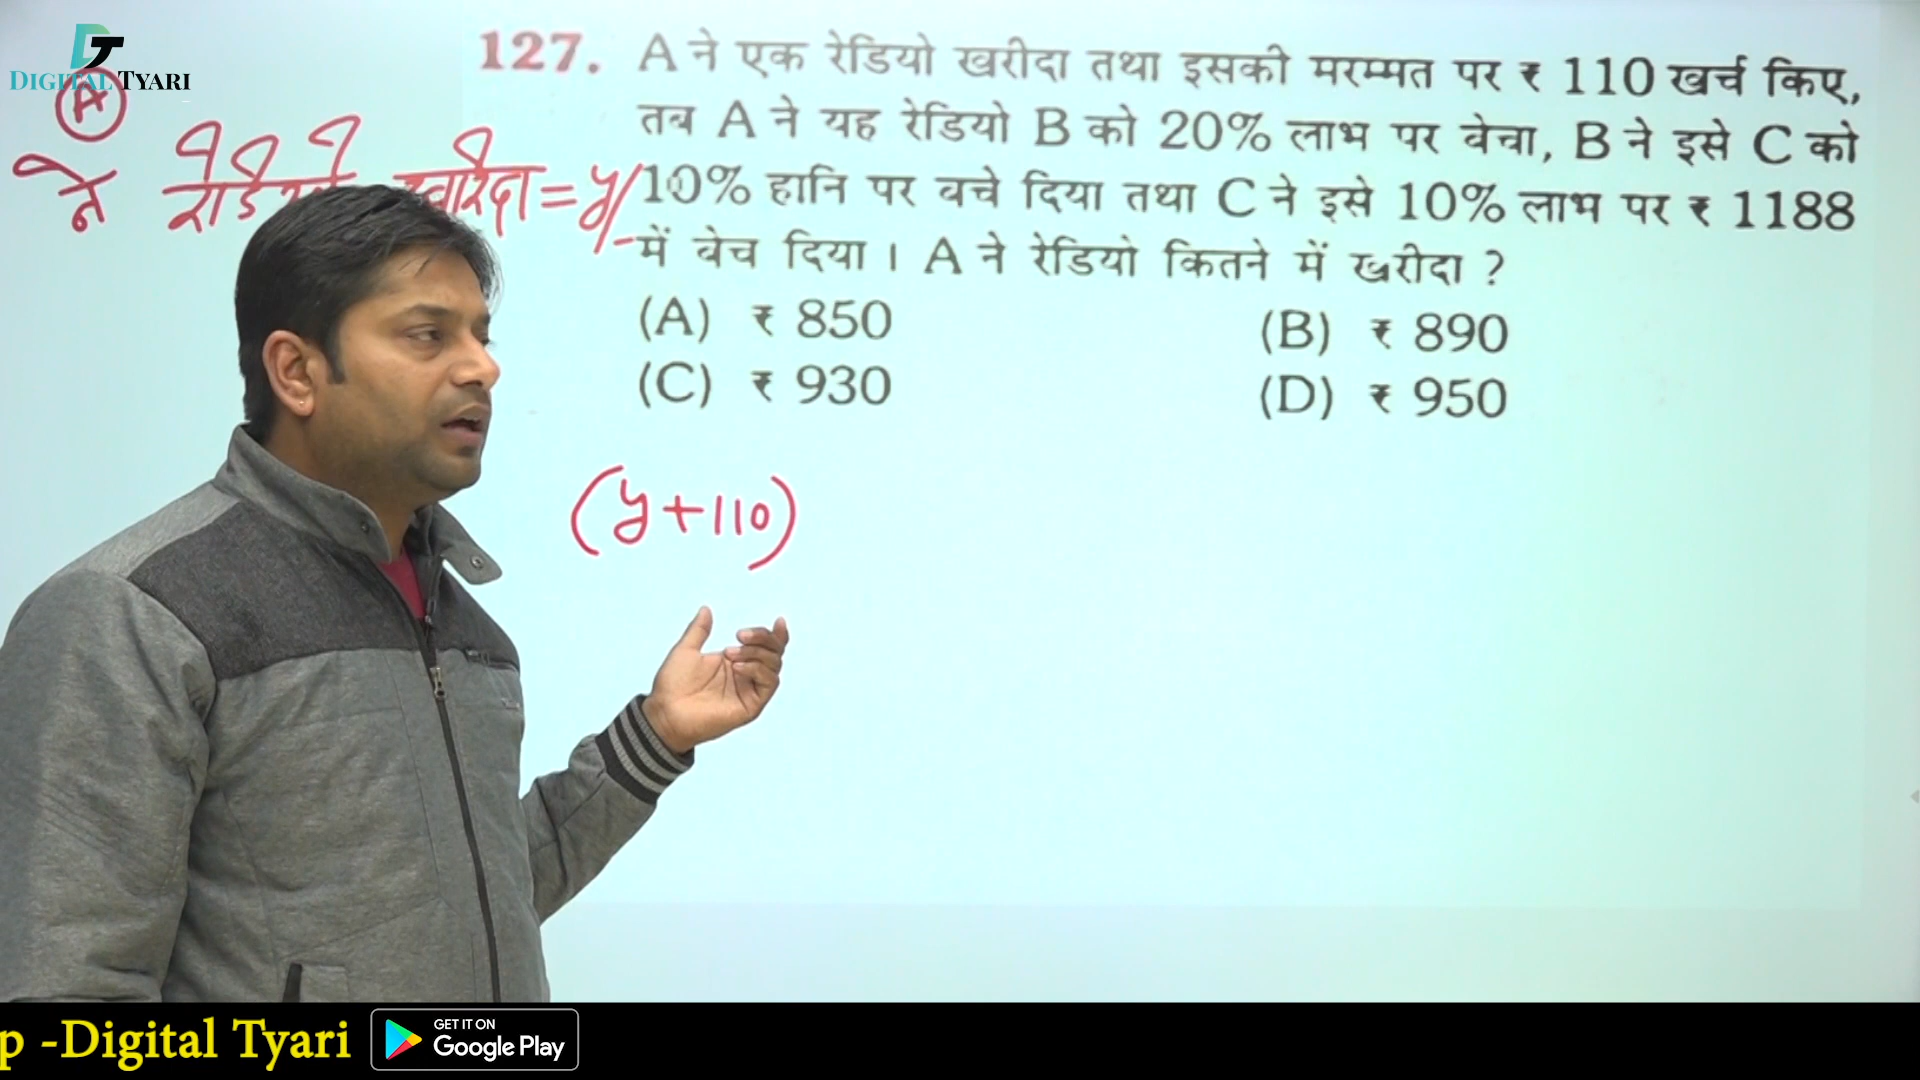 DT
DIGITAL TYARI
127. A ने एक रेडियो खरीदा तथा इसकी मरम्मत पर ₹ 110 खर्च किए,
तब A ने यह रेडियो B को 20% लाभ पर बेचा, B ने इसे C को
10% हानि पर बचे दिया तथा C ने इसे 10% लाभ पर ₹ 1188
में बेच दिया । A ने रेडियो कितने में खरीदा ?
(A) ₹ 850
(B) ₹ 890
(C) ₹ 930
(D) ₹ 950
A
ने = y/-
(y+110)
p -Digital Tyari
GET IT ON
Google Play